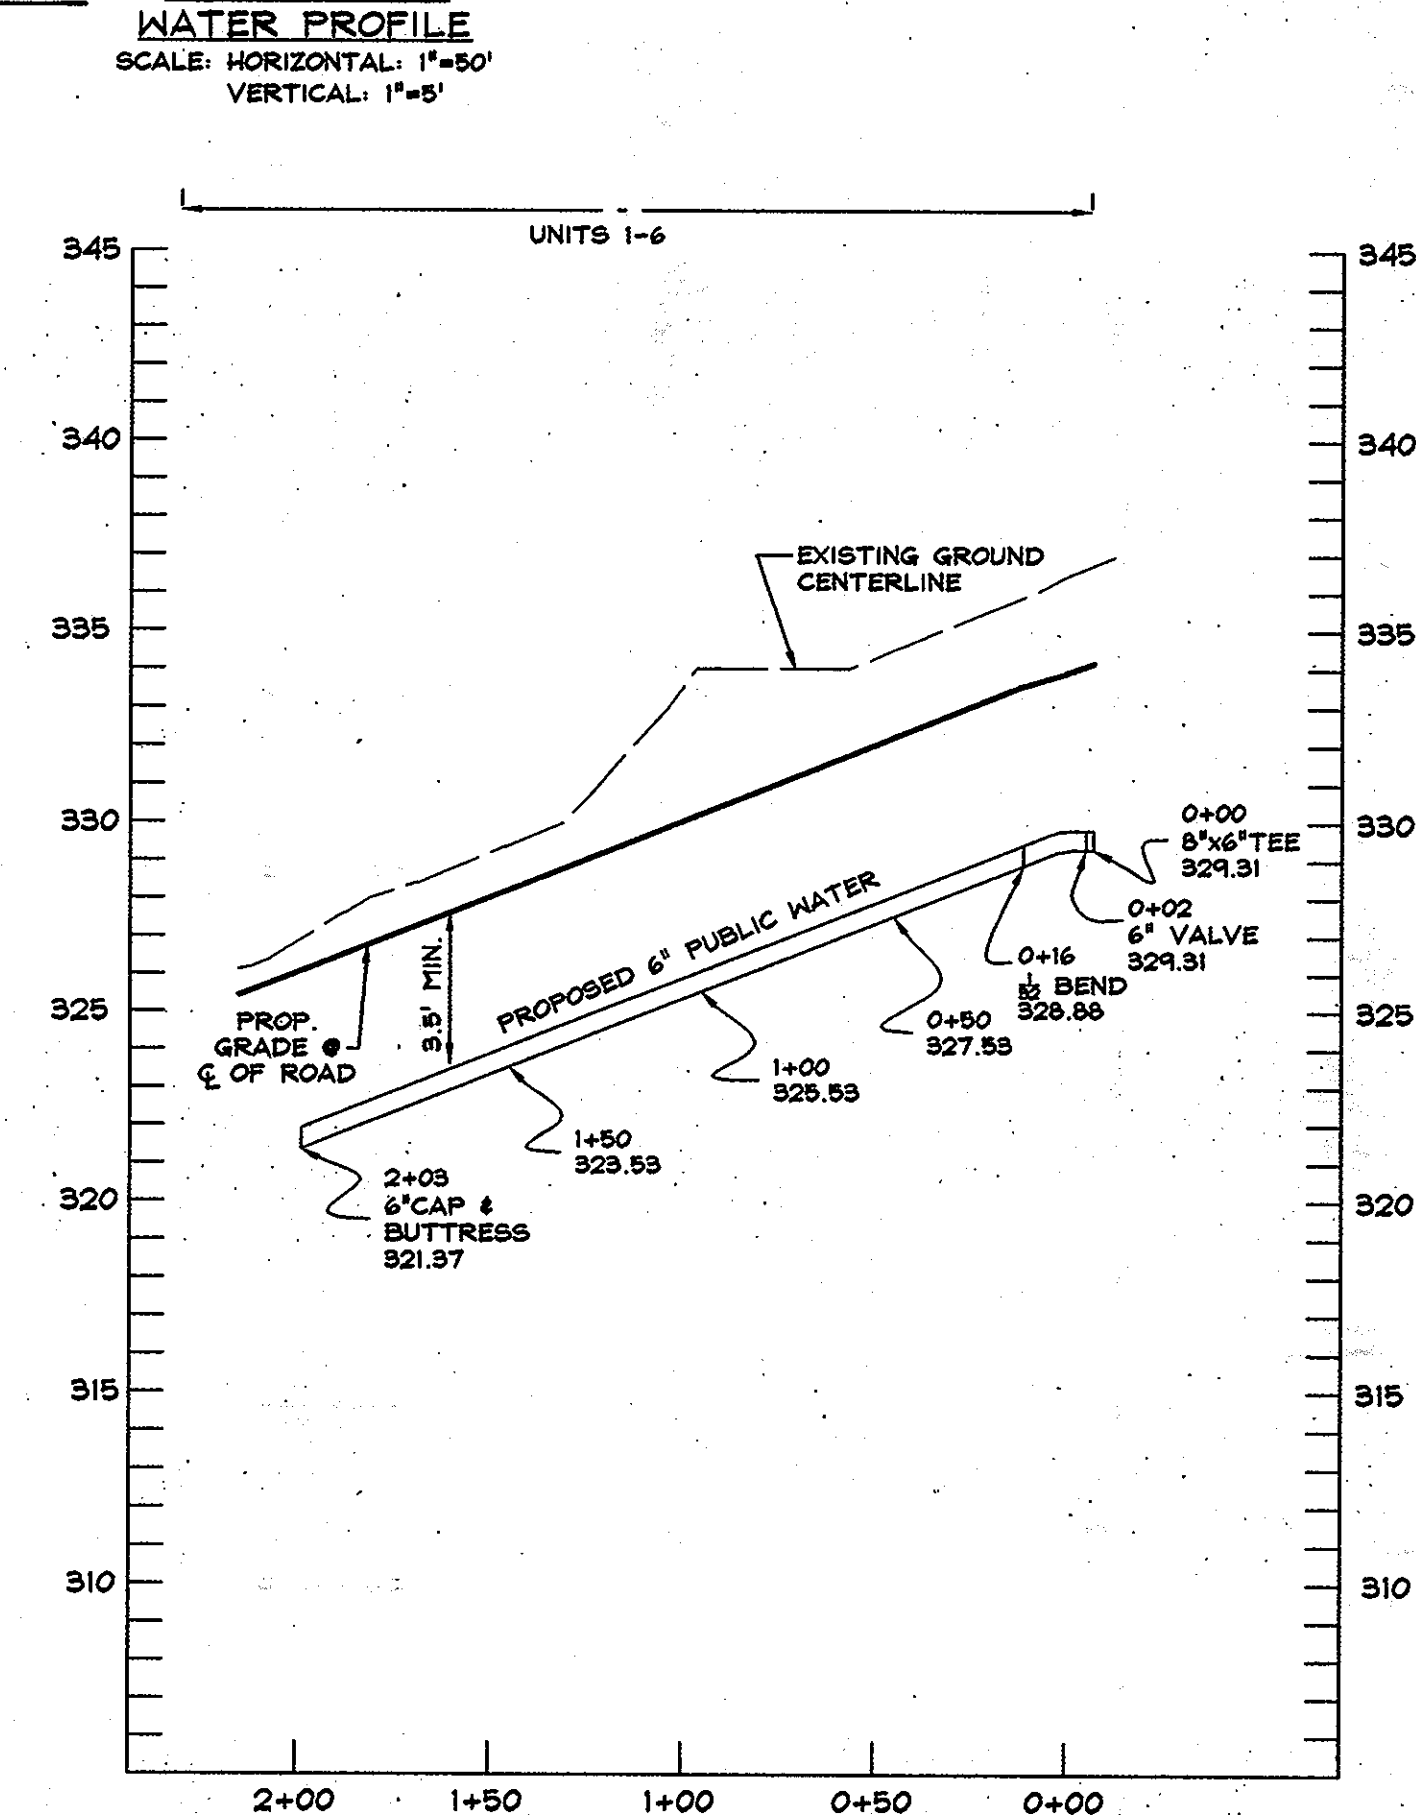 WATER PROFILE
SCALE: HORIZONTAL: 1"=50'
VERTICAL: 1"=5'
UNITS 1-6
345
345
340
340
EXISTING GROUND
CENTERLINE
335
335
330
330
0+00
8"x6"TEE
329.31
PROPOSED 6" PUBLIC WATER
0+02
6" VALVE
329.31
3.5' MIN.
0+16
BEND
328.88
325
325
PROP.
GRADE @
℄ OF ROAD
0+50
327.53
1+00
325.53
1+50
323.53
2+03
6"CAP &
BUTTRESS
321.37
320
320
315
315
310
310
2+00
1+50
1+00
0+50
0+00